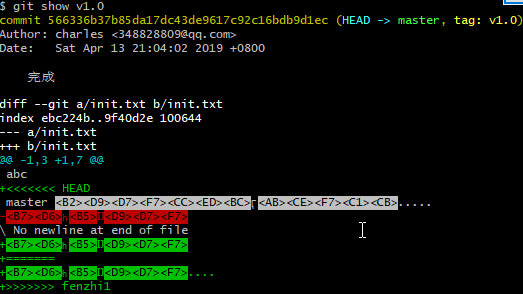 $ git show v1.0
commit 566336b37b85da17dc43de9617c92c16bdb9d1ec (HEAD -> master, tag: v1.0)
Author: charles <348828809@qq.com>
Date:   Sat Apr 13 21:04:02 2019 +0800
完成
diff --git a/init.txt b/init.txt
index ebc224b..9f40d2e 100644
--- a/init.txt
+++ b/init.txt
@@ -1,3 +1,7 @@
 abc
+<<<<<<< HEAD
 master <B2><D9><D7><F7><CC><ED><BC><AB><CE><F7><C1><CB>.....
-<B7><D6><B5><D9><D7><F7>
\ No newline at end of file
+<B7><D6><B5><D9><D7><F7>
+=======
+<B7><D6><B5><D9><D7><F7>....
+>>>>>>> fenzhi1